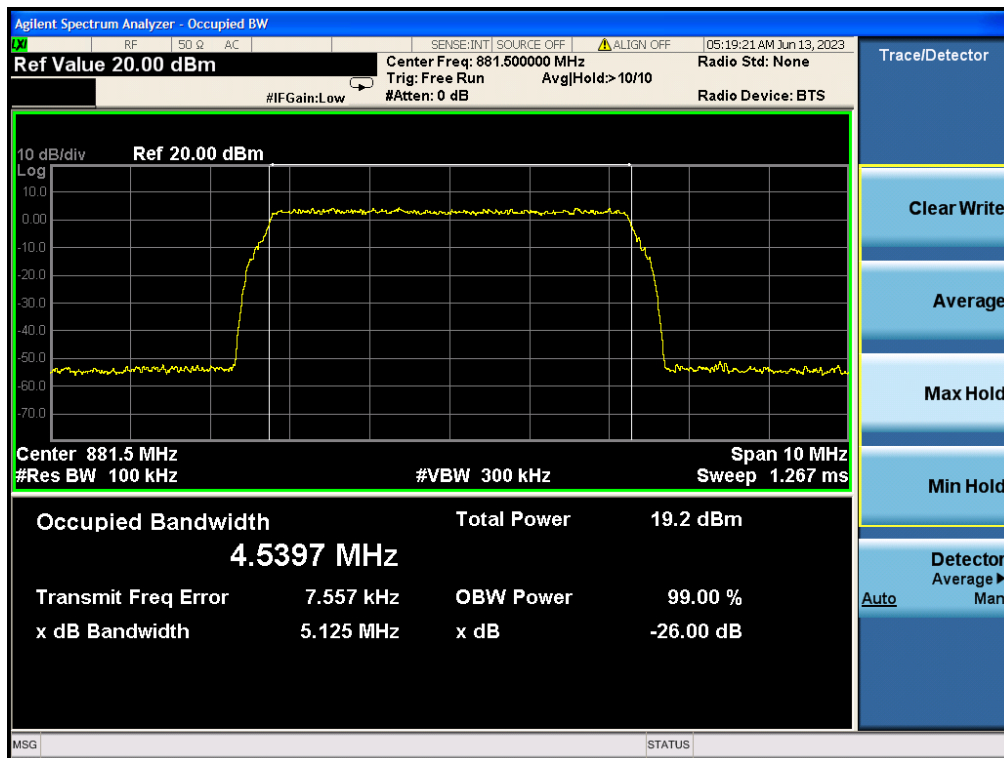 Agilent Spectrum Analyzer - Occupied BW
LXI RF 50 Ω AC SENSE:INT SOURCE OFF ALIGN OFF 05:19:21 AM Jun 13, 2023
Ref Value 20.00 dBm
Center Freq: 881.500000 MHz Radio Std: None
Trig: Free Run Avg|Hold:> 10/10
#IFGain:Low #Atten: 0 dB Radio Device: BTS
10 dB/div Ref 20.00 dBm
Log
10.0
0.00
-10.0
-20.0
-30.0
-40.0
-50.0
-60.0
-70.0
Center 881.5 MHz Span 10 MHz
#Res BW 100 kHz #VBW 300 kHz Sweep 1.267 ms
Occupied Bandwidth Total Power 19.2 dBm
4.5397 MHz
Transmit Freq Error 7.557 kHz OBW Power 99.00 %
x dB Bandwidth 5.125 MHz x dB -26.00 dB
MSG STATUS
Trace/Detector
Clear Write
Average
Max Hold
Min Hold
Detector
Average
Auto Man